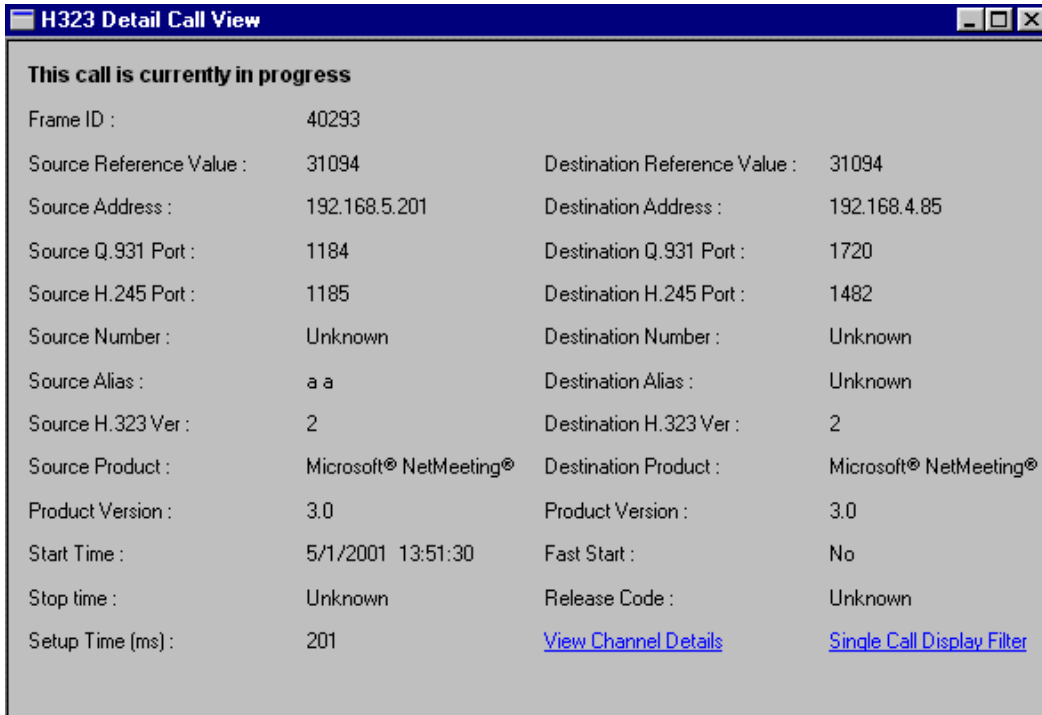 H323 Detail Call View
This call is currently in progress
Frame ID : 40293
Source Reference Value : 31094 Destination Reference Value : 31094
Source Address : 192.168.5.201 Destination Address : 192.168.4.85
Source Q.931 Port : 1184 Destination Q.931 Port : 1720
Source H.245 Port : 1185 Destination H.245 Port : 1482
Source Number : Unknown Destination Number : Unknown
Source Alias : a a Destination Alias : Unknown
Source H.323 Ver : 2 Destination H.323 Ver : 2
Source Product : Microsoft® NetMeeting® Destination Product : Microsoft® NetMeeting®
Product Version : 3.0 Product Version : 3.0
Start Time : 5/1/2001 13:51:30 Fast Start : No
Stop time : Unknown Release Code : Unknown
Setup Time (ms) : 201 View Channel Details Single Call Display Filter